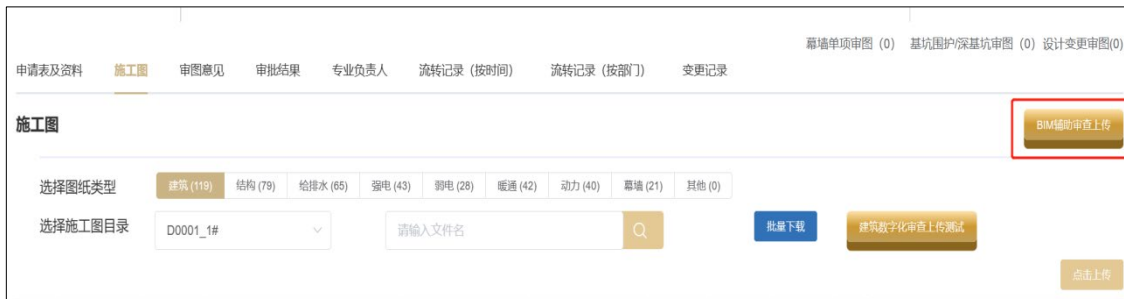 幕墙单项审图 (0) 基坑围护/深基坑审图 (0) 设计变更审图(0)
申请表及资料 施工图 审图意见 审批结果 专业负责人 流转记录 (按时间) 流转记录 (按部门) 变更记录
施工图 BIM辅助审查上传
选择图纸类型 建筑 (119) 结构 (79) 给排水 (65) 强电 (43) 弱电 (28) 暖通 (42) 动力 (40) 幕墙 (21) 其他 (0)
选择施工图目录 D0001_1# 请输入文件名 批量下载 建筑数字化审查上传测试
点击上传